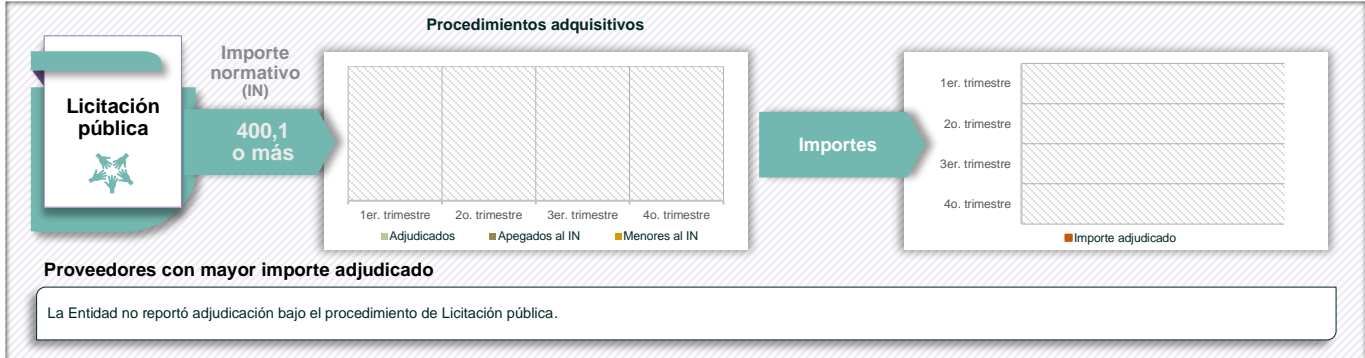 Procedimientos adquisitivos
Licitación
pública
Importe
normativo
(IN)
400,1
o más
1er. trimestre 2o. trimestre 3er. trimestre 4o. trimestre
Adjudicados Apegados al IN Menores al IN
Importes
1er. trimestre
2o. trimestre
3er. trimestre
4o. trimestre
Importe adjudicado
Proveedores con mayor importe adjudicado
La Entidad no reportó adjudicación bajo el procedimiento de Licitación pública.